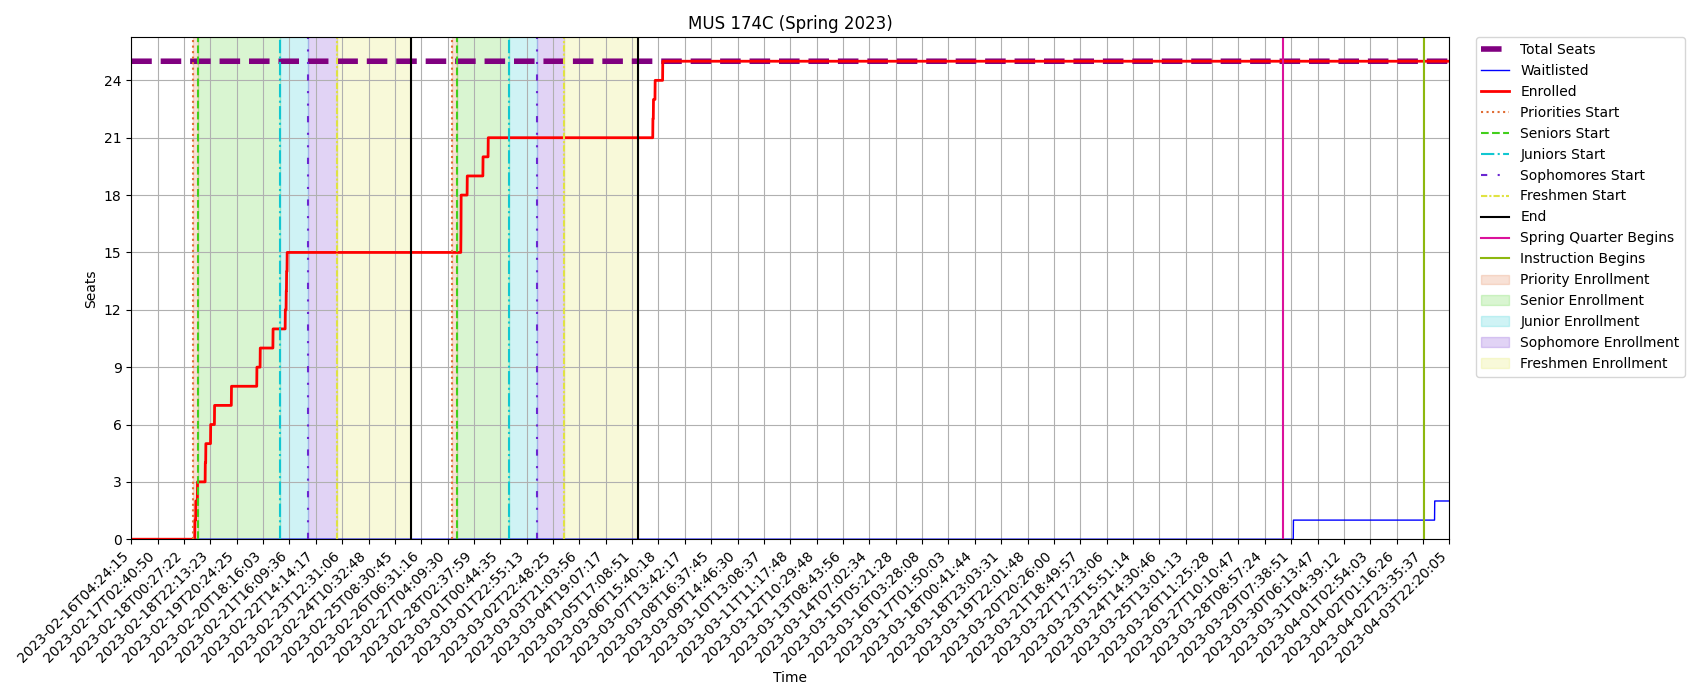 MUS 174C (Spring 2023)
Seats
24
21
18
15
12
9
6
3
0
2023-02-16T04:24:15
2023-02-17T02:40:50
2023-02-18T00:27:22
2023-02-18T22:13:23
2023-02-19T20:24:25
2023-02-20T18:16:03
2023-02-21T16:09:36
2023-02-22T14:14:17
2023-02-23T12:31:06
2023-02-24T10:32:48
2023-02-25T08:30:45
2023-02-26T06:31:16
2023-02-27T04:09:30
2023-02-28T02:37:59
2023-03-01T00:44:35
2023-03-01T22:55:13
2023-03-02T22:48:25
2023-03-03T21:03:56
2023-03-04T19:07:17
2023-03-05T17:08:51
2023-03-06T15:40:18
2023-03-07T13:42:17
2023-03-08T16:37:45
2023-03-09T14:46:30
2023-03-10T13:08:37
2023-03-11T11:17:48
2023-03-12T10:29:48
2023-03-13T08:43:56
2023-03-14T07:02:34
2023-03-15T05:21:28
2023-03-16T03:28:08
2023-03-17T01:50:03
2023-03-18T00:41:44
2023-03-18T23:03:31
2023-03-19T22:01:48
2023-03-20T20:26:00
2023-03-21T18:49:57
2023-03-22T17:23:06
2023-03-23T15:51:14
2023-03-24T14:30:46
2023-03-25T13:01:13
2023-03-26T11:25:28
2023-03-27T10:10:47
2023-03-28T08:57:24
2023-03-29T07:38:51
2023-03-30T06:13:47
2023-03-31T04:39:12
2023-04-01T02:54:03
2023-04-02T01:16:26
2023-04-02T23:35:37
2023-04-03T22:20:05
Time
Total Seats
Waitlisted
Enrolled
Priorities Start
Seniors Start
Juniors Start
Sophomores Start
Freshmen Start
End
Spring Quarter Begins
Instruction Begins
Priority Enrollment
Senior Enrollment
Junior Enrollment
Sophomore Enrollment
Freshmen Enrollment